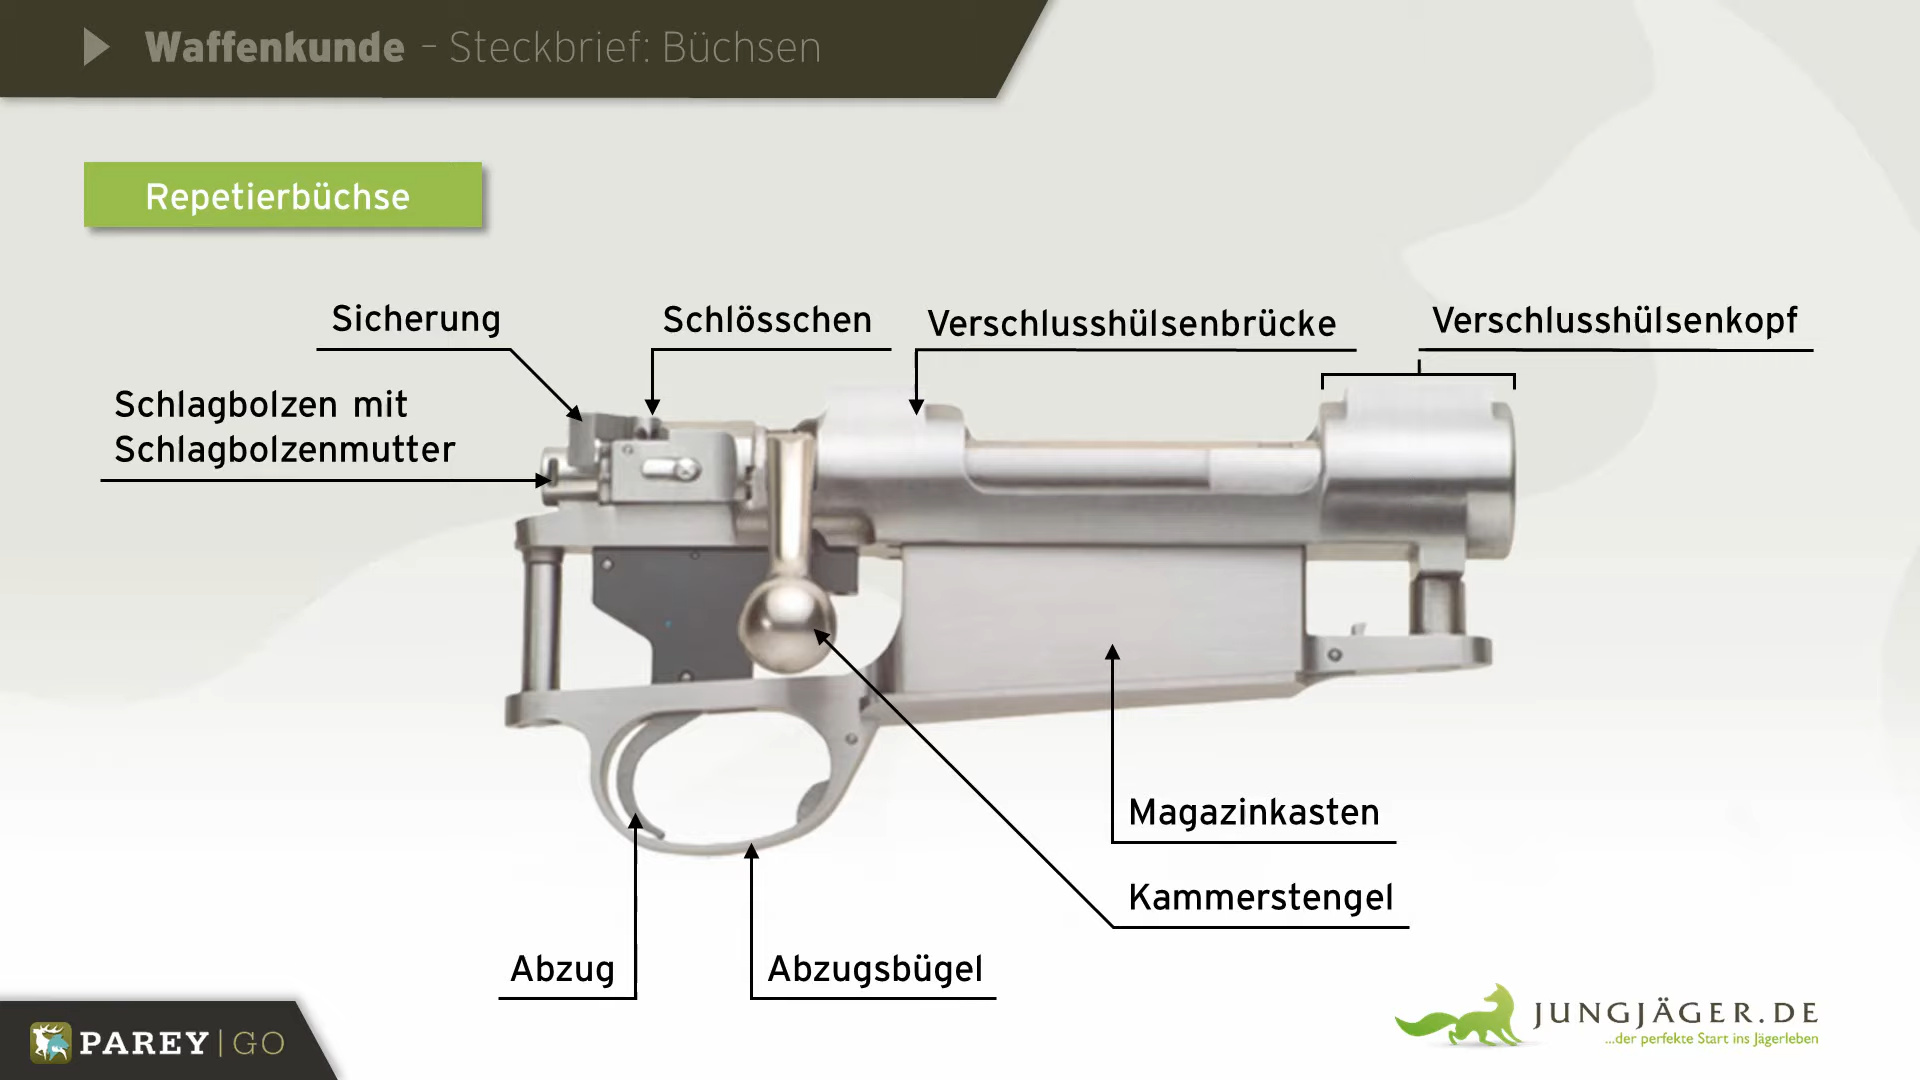 Waffenkunde – Steckbrief: Büchsen
Repetierbüchse
Sicherung
Schlösschen
Verschlusshülsenbrücke
Verschlusshülsenkopf
Schlagbolzen mit
Schlagbolzenmutter
Magazinkasten
Kammerstengel
Abzug
Abzugsbügel
PAREY | GO
JUNGJÄGER.DE
...der perfekte Start ins Jägerleben